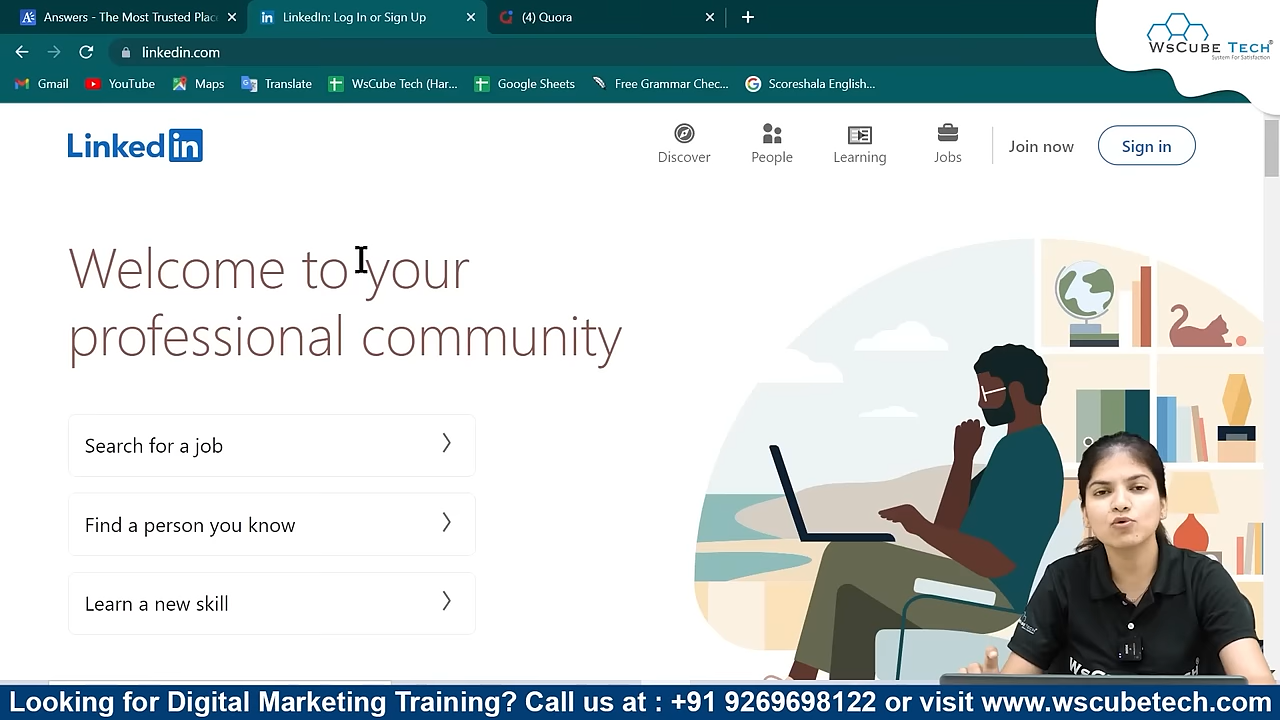 Answers - The Most Trusted Plac
LinkedIn: Log In or Sign Up
(4) Quora
linkedin.com
Gmail
YouTube
Maps
Translate
WsCube Tech (Har...
Google Sheets
Free Grammar Chec...
Scoreshala English...
WsCube Tech®
System For Satisfaction
Linked in
Discover
People
Learning
Jobs
Join now
Sign in
Welcome to your
professional community
Search for a job
Find a person you know
Learn a new skill
Looking for Digital Marketing Training? Call us at : +91 9269698122 or visit www.wscubetech.com